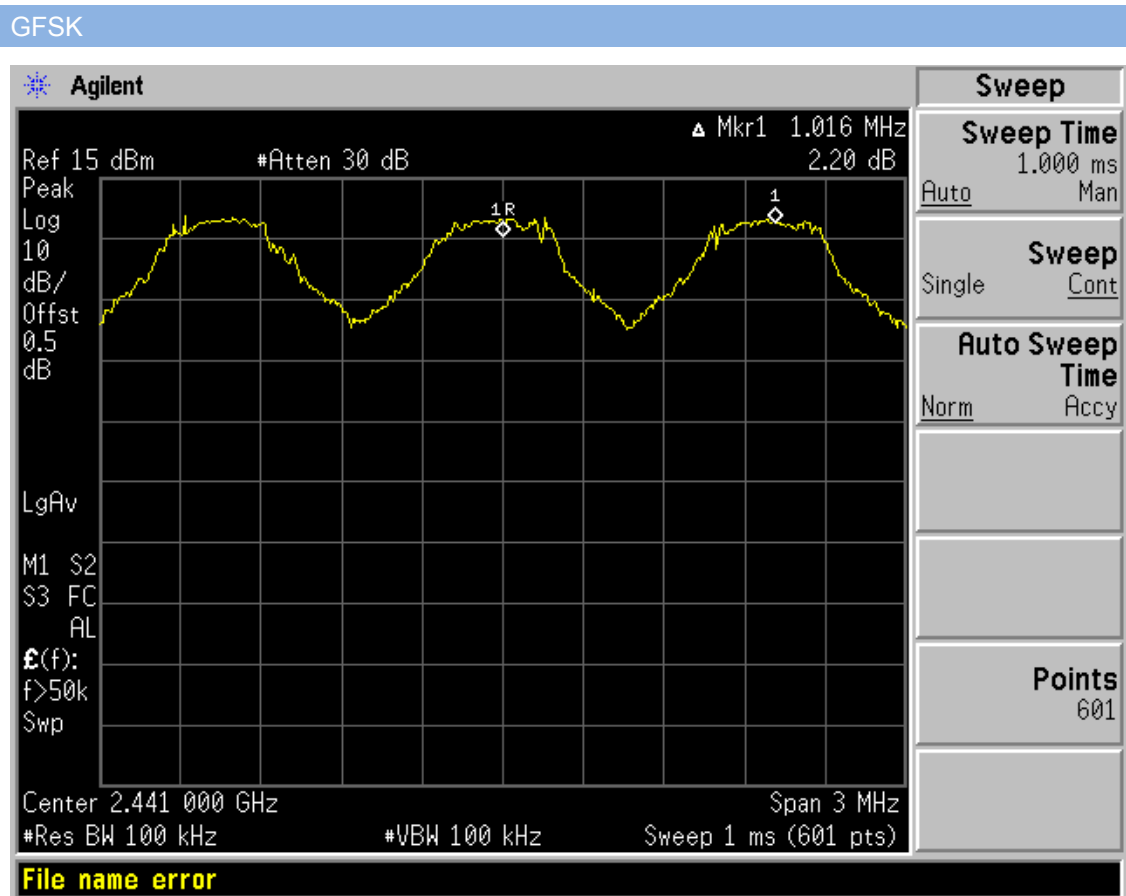 GFSK
Agilent
Sweep
Δ Mkr1 1.016 MHz
Ref 15 dBm #Atten 30 dB 2.20 dB
Peak
Log
10
dB/
Offst
0.5
dB
1R
1
LgAv
M1 S2
S3 FC
AL
£(f):
f>50k
Swp
Center 2.441 000 GHz Span 3 MHz
#Res BW 100 kHz #VBW 100 kHz Sweep 1 ms (601 pts)
File name error
Sweep Time
1.000 ms
Auto Man
Sweep
Single Cont
Auto Sweep
Time
Norm Accy
Points
601